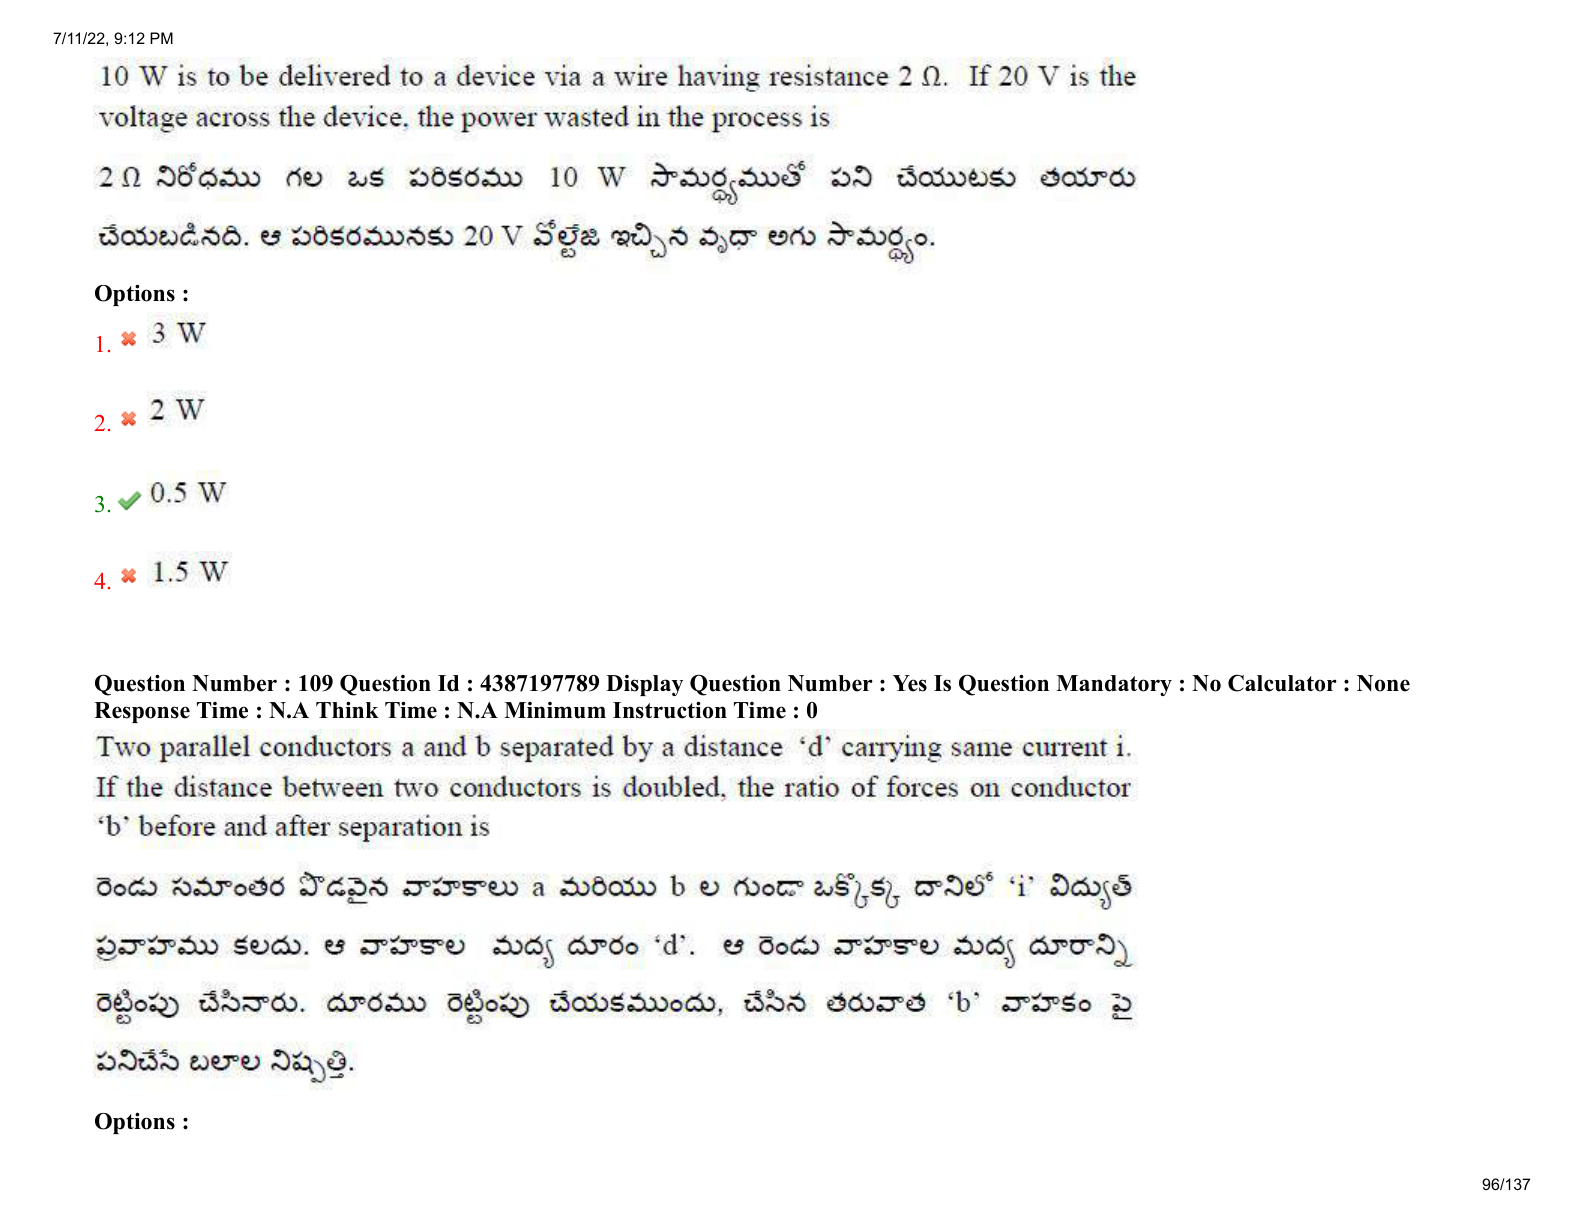 7/11/22, 9:12 PM
10 W is to be delivered to a device via a wire having resistance 2 Ω. If 20 V is the
voltage across the device, the power wasted in the process is
2 Ω నిరోధము గల ఒక పరికరము 10 W సామర్థ్యముతో పని చేయుటకు తయారు
చేయబడినది. ఆ పరికరమునకు 20 V వోల్టేజి ఇచ్చిన వృధా అగు సామర్థ్యం.
Options :
1. 3 W
2. 2 W
3. 0.5 W
4. 1.5 W
Question Number : 109 Question Id : 4387197789 Display Question Number : Yes Is Question Mandatory : No Calculator : None
Response Time : N.A Think Time : N.A Minimum Instruction Time : 0
Two parallel conductors a and b separated by a distance ‘d’ carrying same current i.
If the distance between two conductors is doubled, the ratio of forces on conductor
‘b’ before and after separation is
రెండు సమాంతర పొడవైన వాహకాలు a మరియు b ల గుండా ఒక్కొక్క దానిలో ‘i’ విద్యుత్
ప్రవాహము కలదు. ఆ వాహకాల మద్య దూరం ‘d’. ఆ రెండు వాహకాల మద్య దూరాన్ని
రెట్టింపు చేసినారు. దూరము రెట్టింపు చేయకముందు, చేసిన తరువాత ‘b’ వాహకం పై
పనిచేసే బలాల నిష్పత్తి.
Options :
96/137